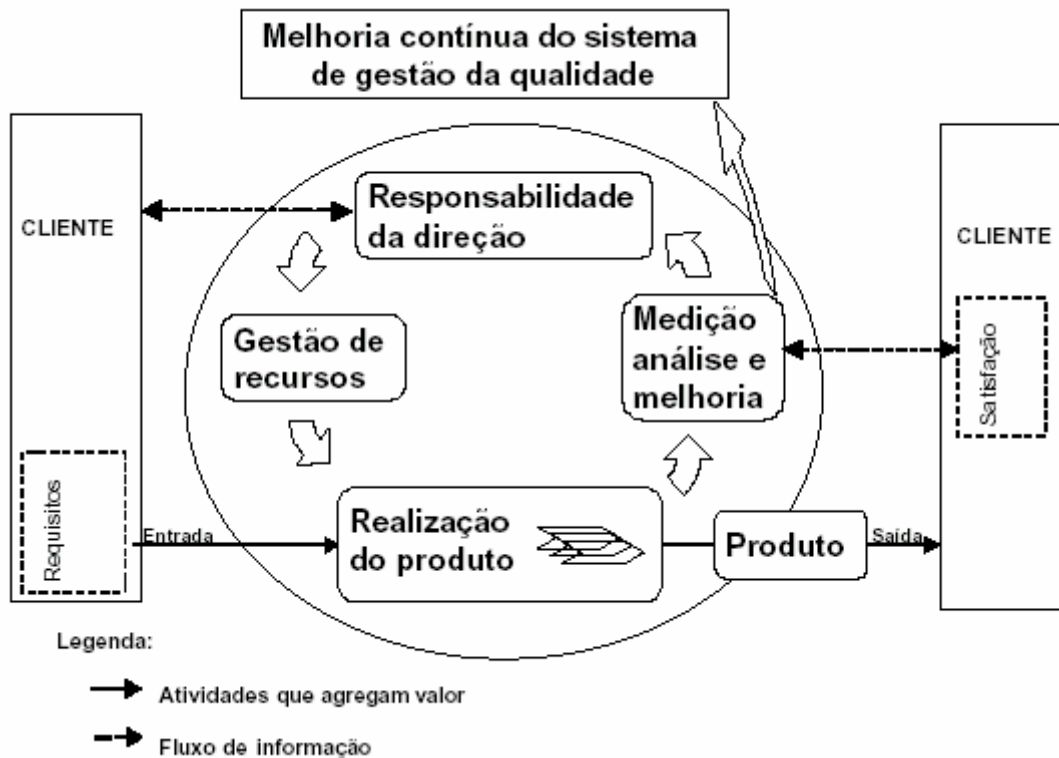 Melhoria contínua do sistema
de gestão da qualidade
CLIENTE
Responsabilidade
da direção
CLIENTE
Gestão de
recursos
Medição
análise e
melhoria
Satisfação
Requisitos
Entrada
Realização
do produto
Produto
Saída
Legenda:
Atividades que agregam valor
Fluxo de informação